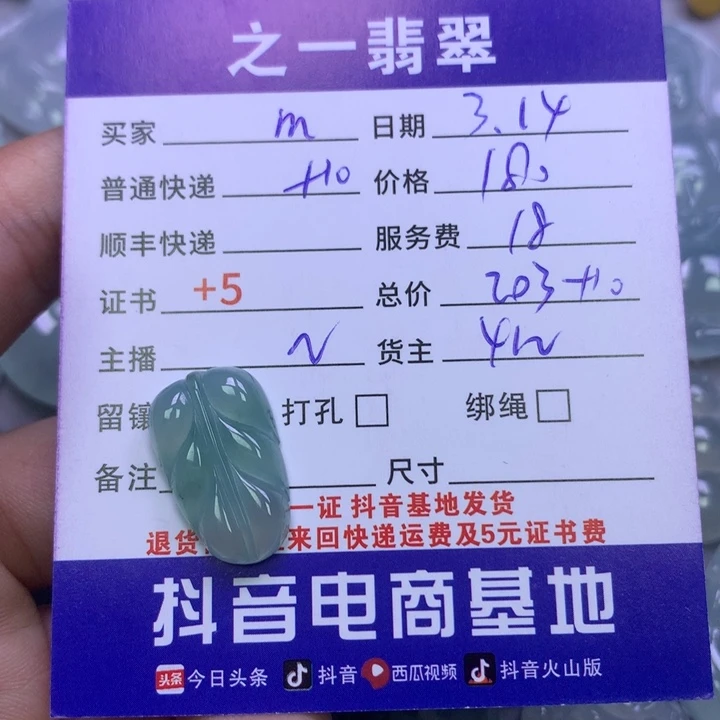 之一翡翠
买家 m 日期 3.14
普通快递 +10 价格 180
顺丰快递 服务费 18
证书 +5 总价 203+10
主播 N 货主
留镶 打孔 绑绳
备注 尺寸
一证 抖音基地发货
退货 来回快递运费及5元证书费
抖音电商基地
头条 今日头条 抖音 西瓜视频 抖音火山版